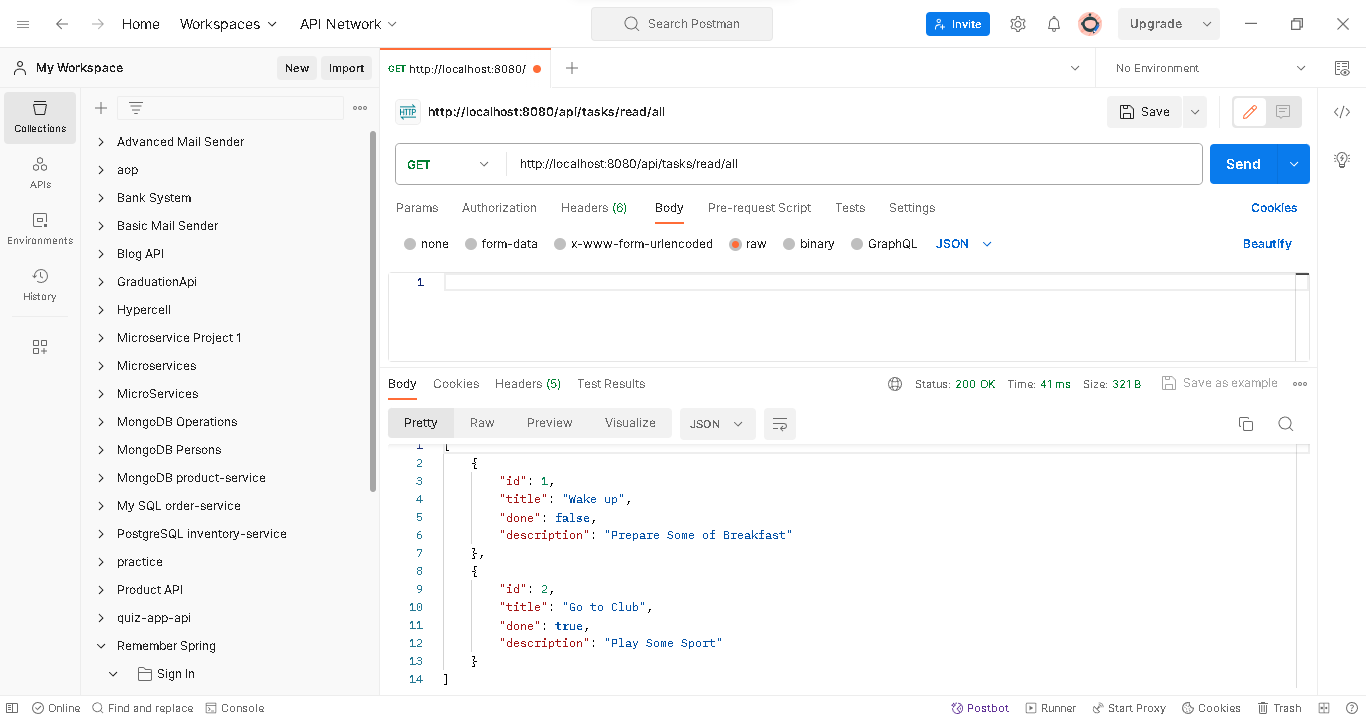 Home Workspaces API Network Search Postman Invite Upgrade
My Workspace New Import GET http://localhost:8080/ No Environment
Collections
APIs
Environments
History
Advanced Mail Sender
aop
Bank System
Basic Mail Sender
Blog API
GraduationApi
Hypercell
Microservice Project 1
Microservices
MicroServices
MongoDB Operations
MongoDB Persons
MongoDB product-service
My SQL order-service
PostgreSQL inventory-service
practice
Product API
quiz-app-api
Remember Spring
Sign In
HTTP http://localhost:8080/api/tasks/read/all Save
GET http://localhost:8080/api/tasks/read/all Send
Params Authorization Headers (6) Body Pre-request Script Tests Settings Cookies
none form-data x-www-form-urlencoded raw binary GraphQL JSON Beautify
1
Body Cookies Headers (5) Test Results Status: 200 OK Time: 41 ms Size: 321 B Save as example
Pretty Raw Preview Visualize JSON
1 [
2 {
3 "id": 1,
4 "title": "Wake up",
5 "done": false,
6 "description": "Prepare Some of Breakfast"
7 },
8 {
9 "id": 2,
10 "title": "Go to Club",
11 "done": true,
12 "description": "Play Some Sport"
13 }
14 ]
Online Find and replace Console Postbot Runner Start Proxy Cookies Trash